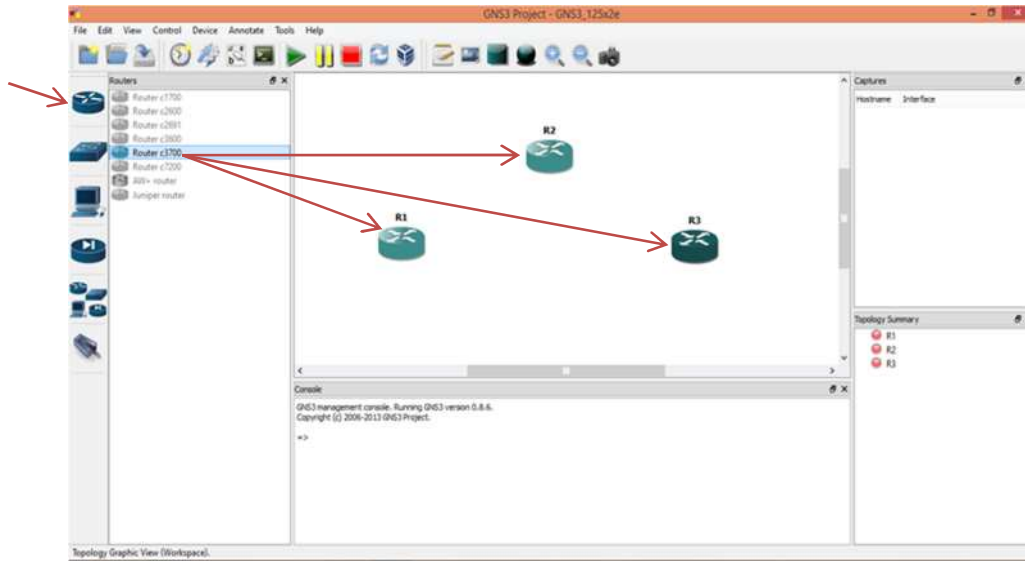 GNS3 Project - GNS3_125x2e
File Edit View Control Device Annotate Tools Help
Routers
Router c1700
Router c2600
Router c2691
Router c3600
Router c3700
Router c7200
AW+ router
Juniper router
R2
R1
R3
Captures
Hostname Interface
Topology Summary
R1
R2
R3
Console
GNS3 management console. Running GNS3 version 0.8.6.
Copyright (c) 2006-2013 GNS3 Project.
=>
Topology Graphic View (Workspace).